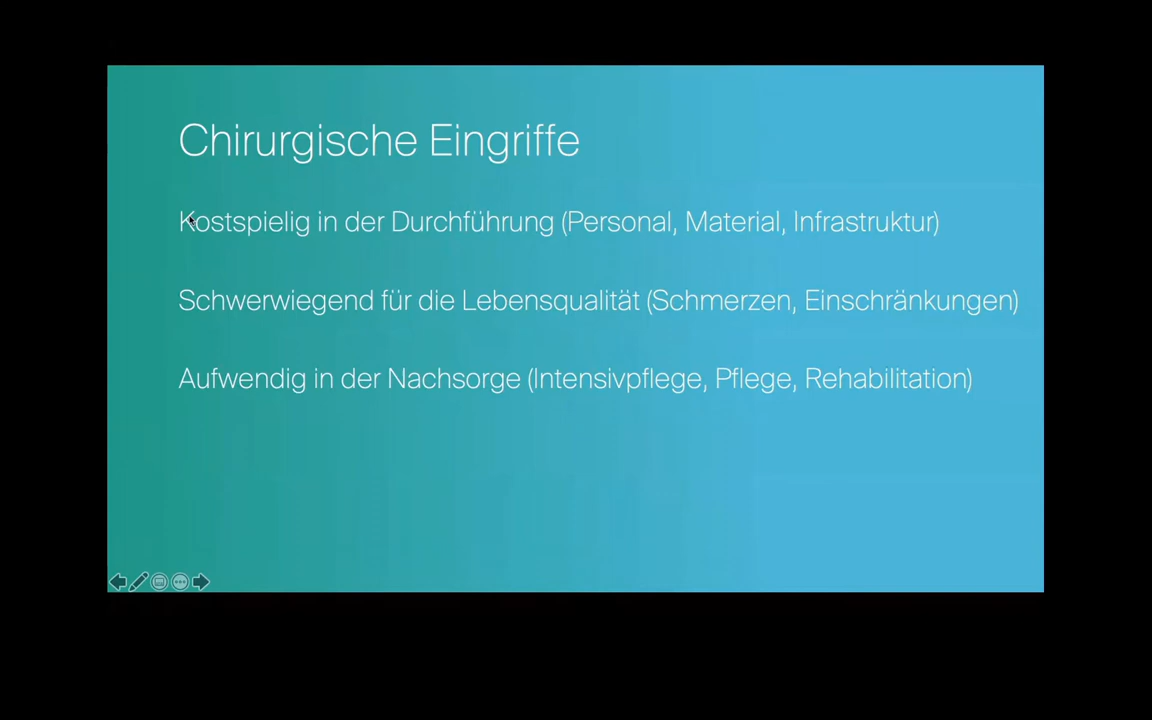 Chirurgische Eingriffe
Kostspielig in der Durchführung (Personal, Material, Infrastruktur)
Schwerwiegend für die Lebensqualität (Schmerzen, Einschränkungen)
Aufwendig in der Nachsorge (Intensivpflege, Pflege, Rehabilitation)